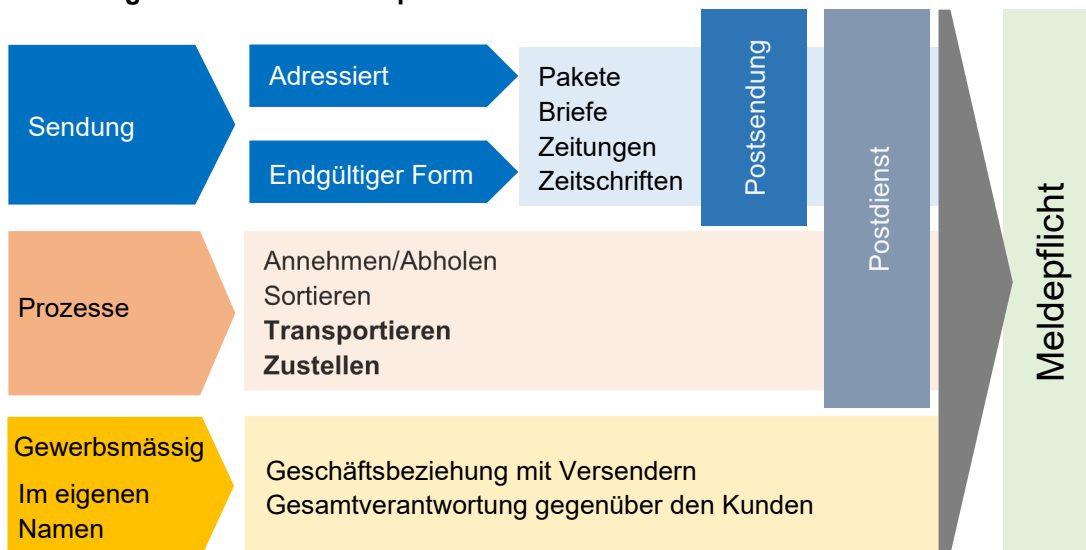 Sendung
Adressiert
Endgültiger Form
Pakete
Briefe
Zeitungen
Zeitschriften
Postsendung
Postdienst
Meldepflicht
Prozesse
Annehmen/Abholen
Sortieren
Transportieren
Zustellen
Gewerbsmässig
Im eigenen
Namen
Geschäftsbeziehung mit Versendern
Gesamtverantwortung gegenüber den Kunden